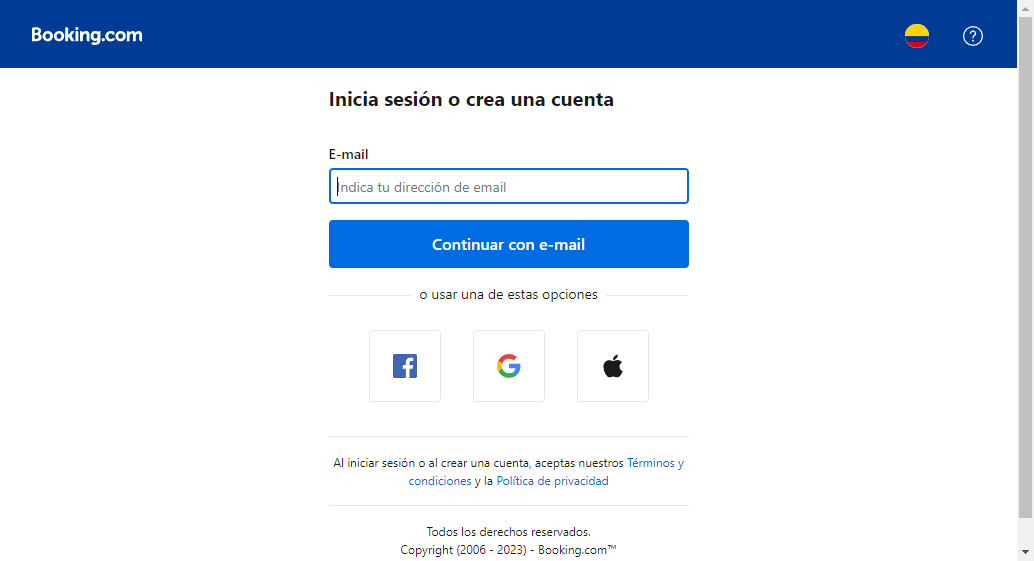 Booking.com
Inicia sesión o crea una cuenta
E-mail
Indica tu dirección de email
Continuar con e-mail
o usar una de estas opciones
Al iniciar sesión o al crear una cuenta, aceptas nuestros Términos y
condiciones y la Política de privacidad
Todos los derechos reservados.
Copyright (2006 - 2023) - Booking.com™